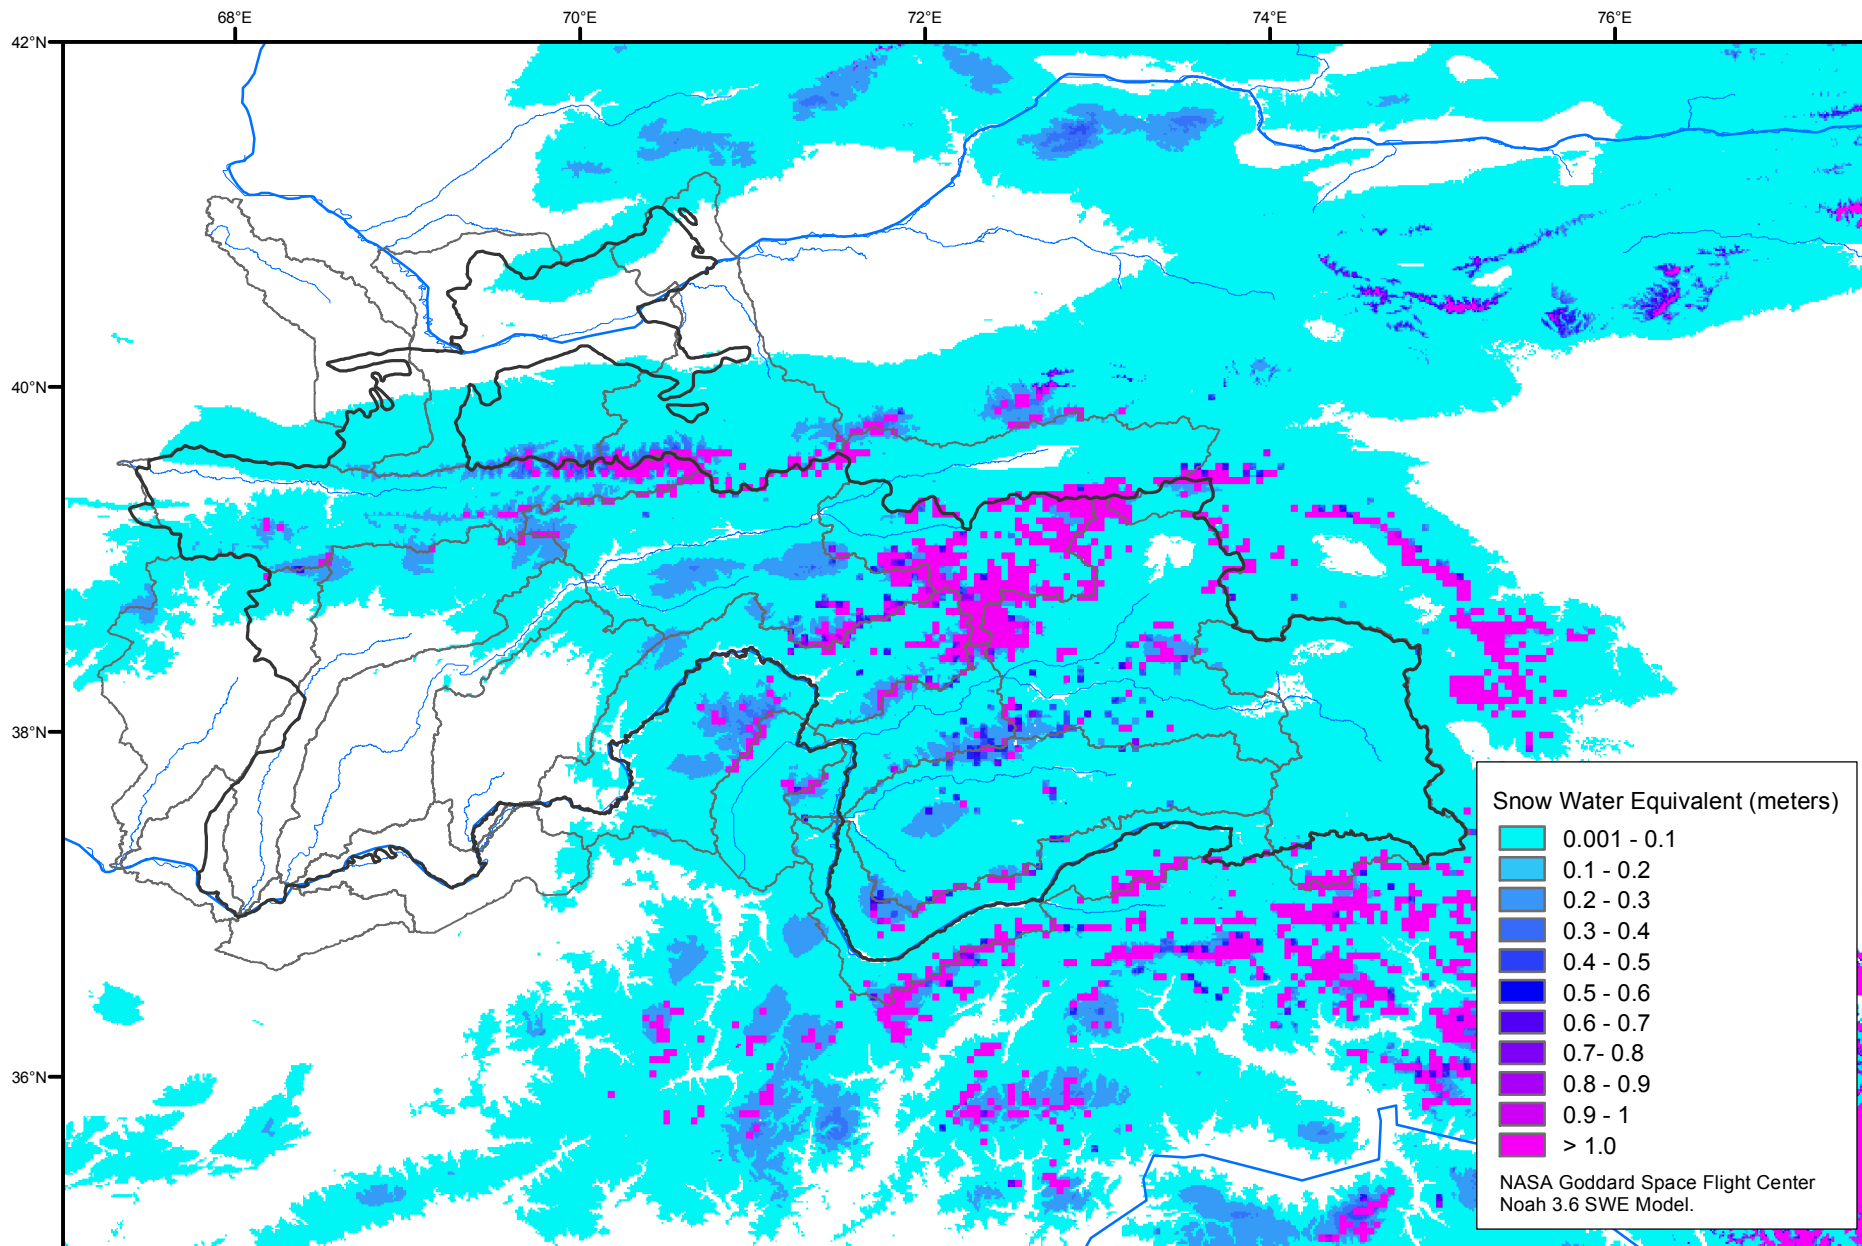 68°E
70°E
72°E
74°E
76°E
42°N
40°N
38°N
36°N
Snow Water Equivalent (meters)
0.001 - 0.1
0.1 - 0.2
0.2 - 0.3
0.3 - 0.4
0.4 - 0.5
0.5 - 0.6
0.6 - 0.7
0.7- 0.8
0.8 - 0.9
0.9 - 1
> 1.0
NASA Goddard Space Flight Center
Noah 3.6 SWE Model.